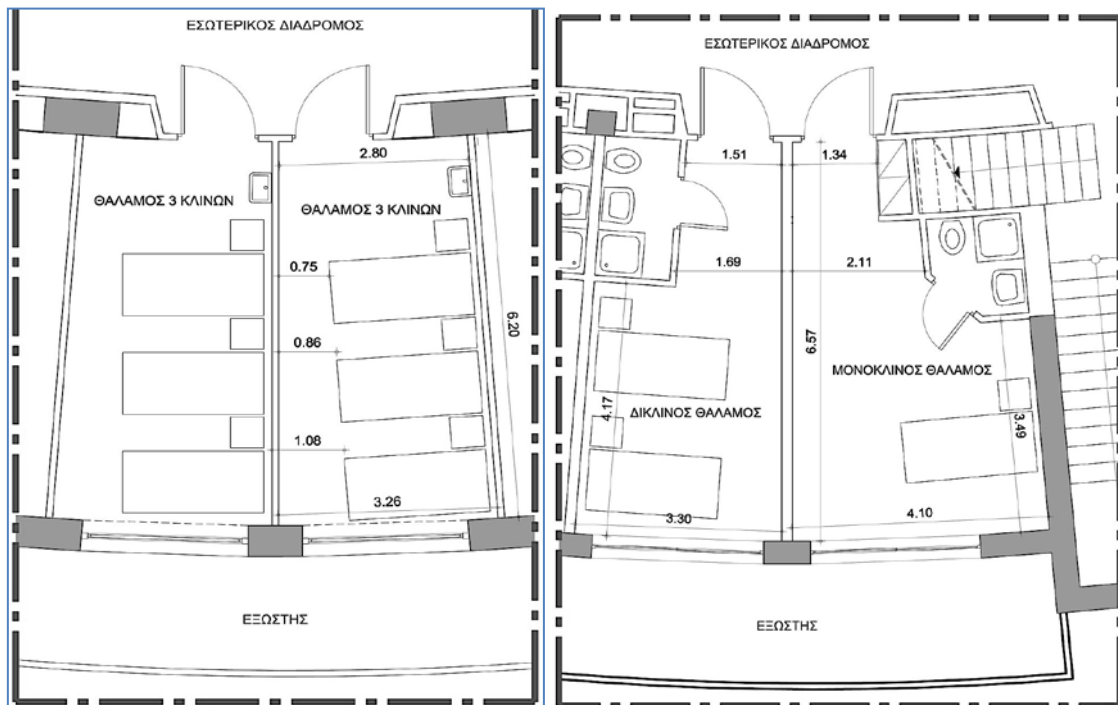 ΕΣΩΤΕΡΙΚΟΣ ΔΙΑΔΡΟΜΟΣ
2.80
ΘΑΛΑΜΟΣ 3 ΚΛΙΝΩΝ
ΘΑΛΑΜΟΣ 3 ΚΛΙΝΩΝ
0.75
6.20
0.86
1.08
3.26
ΕΞΩΣΤΗΣ
ΕΣΩΤΕΡΙΚΟΣ ΔΙΑΔΡΟΜΟΣ
1.51
1.34
1.69
2.11
6.57
ΜΟΝΟΚΛΙΝΟΣ ΘΑΛΑΜΟΣ
4.17
ΔΙΚΛΙΝΟΣ ΘΑΛΑΜΟΣ
3.49
3.30
4.10
ΕΞΩΣΤΗΣ